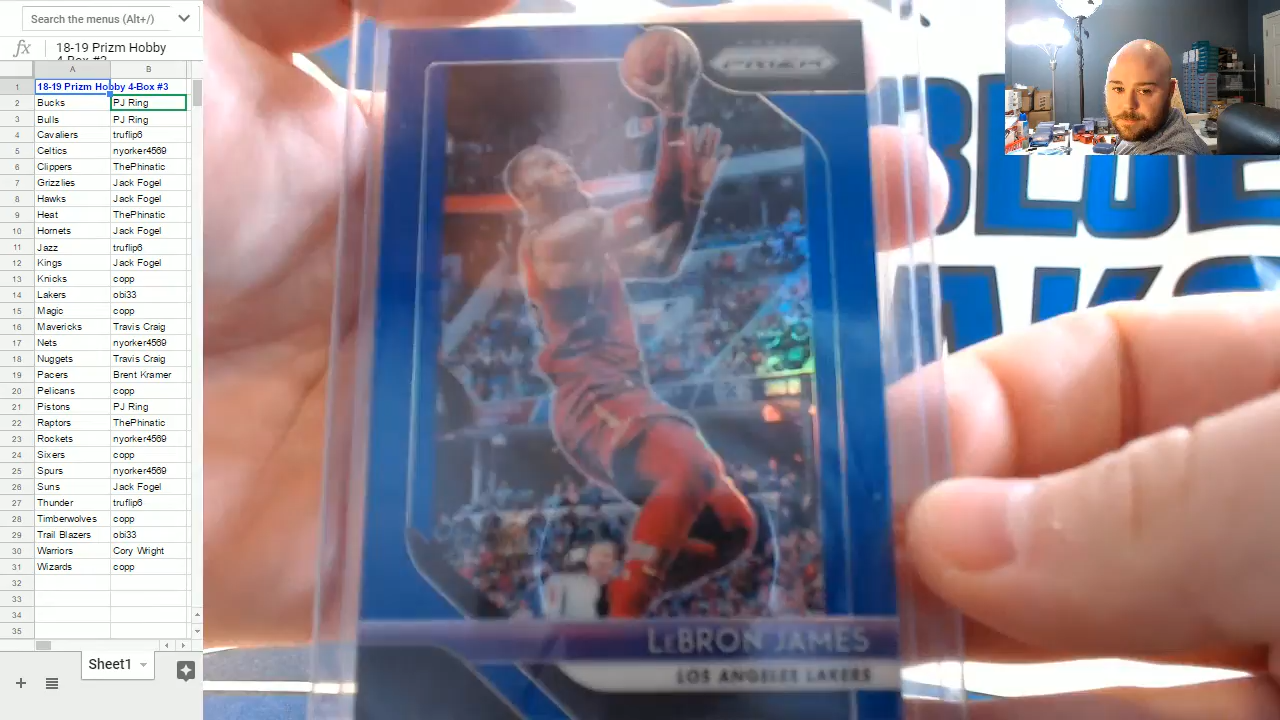 Search the menus (Alt+/)
fx
18-19 Prizm Hobby
A
B
1 18-19 Prizm Hobby 4-Box #3
2 Bucks PJ Ring
3 Bulls PJ Ring
4 Cavaliers truflip6
5 Celtics nyorker4569
6 Clippers ThePhinatic
7 Grizzlies Jack Fogel
8 Hawks Jack Fogel
9 Heat ThePhinatic
10 Hornets Jack Fogel
11 Jazz truflip6
12 Kings Jack Fogel
13 Knicks copp
14 Lakers obi33
15 Magic copp
16 Mavericks Travis Craig
17 Nets nyorker4569
18 Nuggets Travis Craig
19 Pacers Brent Kramer
20 Pelicans copp
21 Pistons PJ Ring
22 Raptors ThePhinatic
23 Rockets nyorker4569
24 Sixers copp
25 Spurs nyorker4569
26 Suns Jack Fogel
27 Thunder truflip6
28 Timberwolves copp
29 Trail Blazers obi33
30 Warriors Cory Wright
31 Wizards copp
32
33
34
35
Sheet1
PRIZM
LEBRON JAMES
LOS ANGELES LAKERS
BLUE